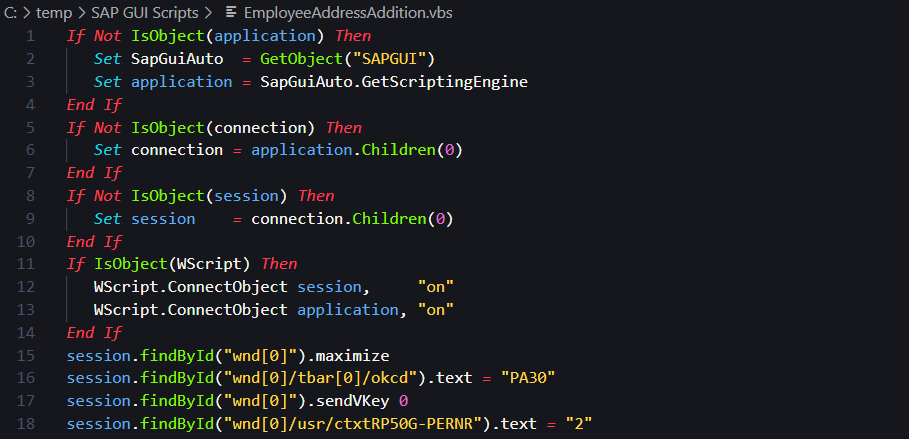 C: > temp > SAP GUI Scripts > EmployeeAddressAddition.vbs
1 If Not IsObject(application) Then
2 Set SapGuiAuto  = GetObject("SAPGUI")
3 Set application = SapGuiAuto.GetScriptingEngine
4 End If
5 If Not IsObject(connection) Then
6 Set connection = application.Children(0)
7 End If
8 If Not IsObject(session) Then
9 Set session    = connection.Children(0)
10 End If
11 If IsObject(WScript) Then
12 WScript.ConnectObject session,     "on"
13 WScript.ConnectObject application, "on"
14 End If
15 session.findById("wnd[0]").maximize
16 session.findById("wnd[0]/tbar[0]/okcd").text = "PA30"
17 session.findById("wnd[0]").sendVKey 0
18 session.findById("wnd[0]/usr/ctxtRP50G-PERNR").text = "2"